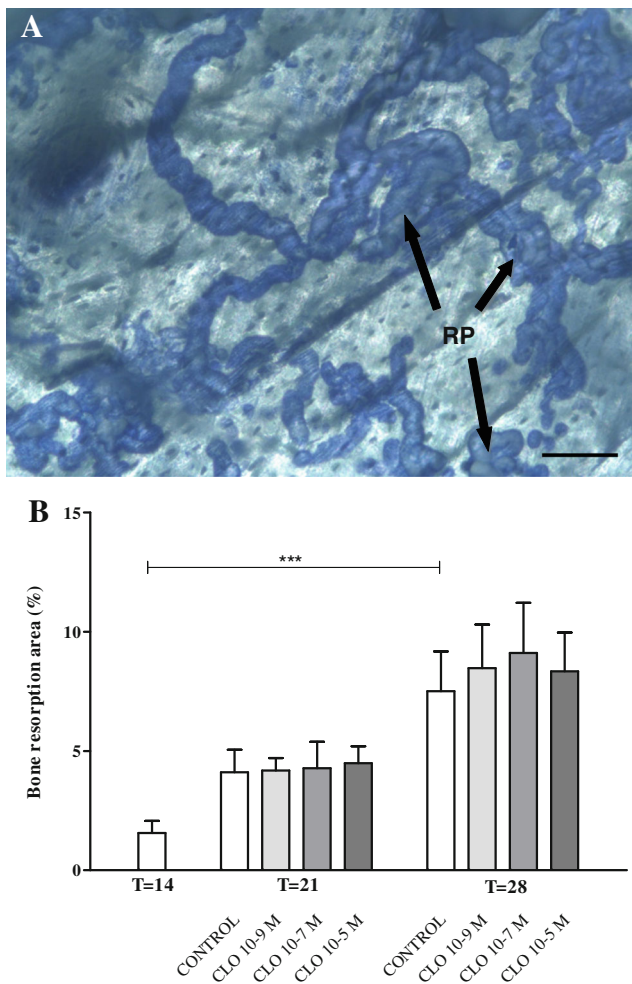 A
RP
B
Bone resorption area (%)
15
10
5
0
***
T=14
T=21
T=28
CONTROL
CLO 10-9 M
CLO 10-7 M
CLO 10-5 M
CONTROL
CLO 10-9 M
CLO 10-7 M
CLO 10-5 M